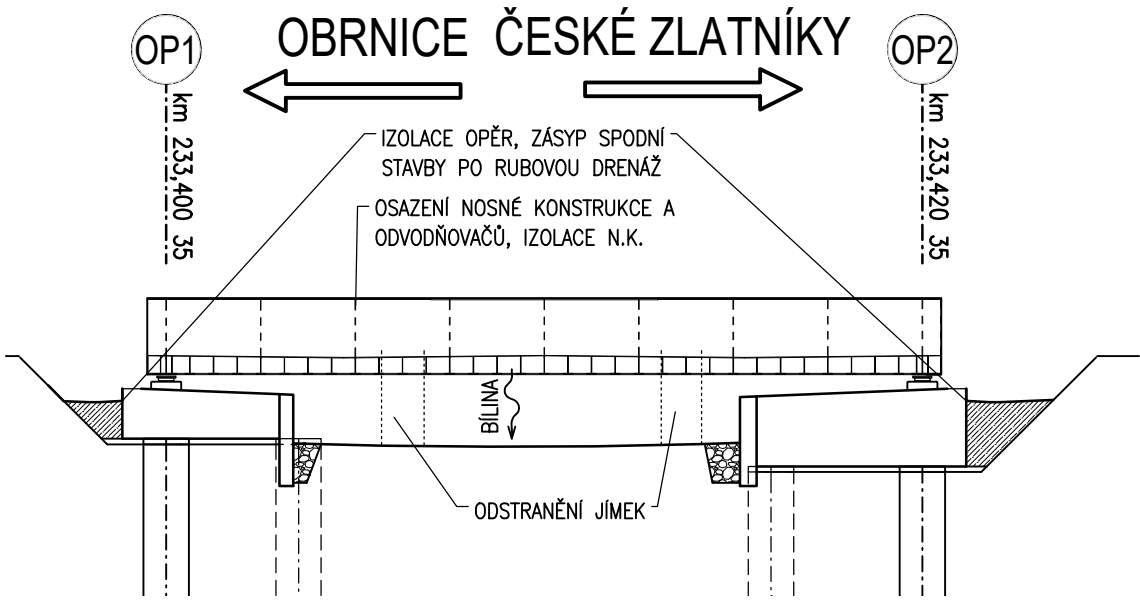 OP1
OBRNICE ČESKÉ ZLATNÍKY
OP2
km 233,400 35
km 233,420 35
IZOLACE OPĚR, ZÁSYP SPODNÍ
STAVBY PO RUBOVOU DRENÁŽ
OSAZENÍ NOSNÉ KONSTRUKCE A
ODVODŇOVAČŮ, IZOLACE N.K.
BÍLINA
ODSTRANĚNÍ JÍMEK